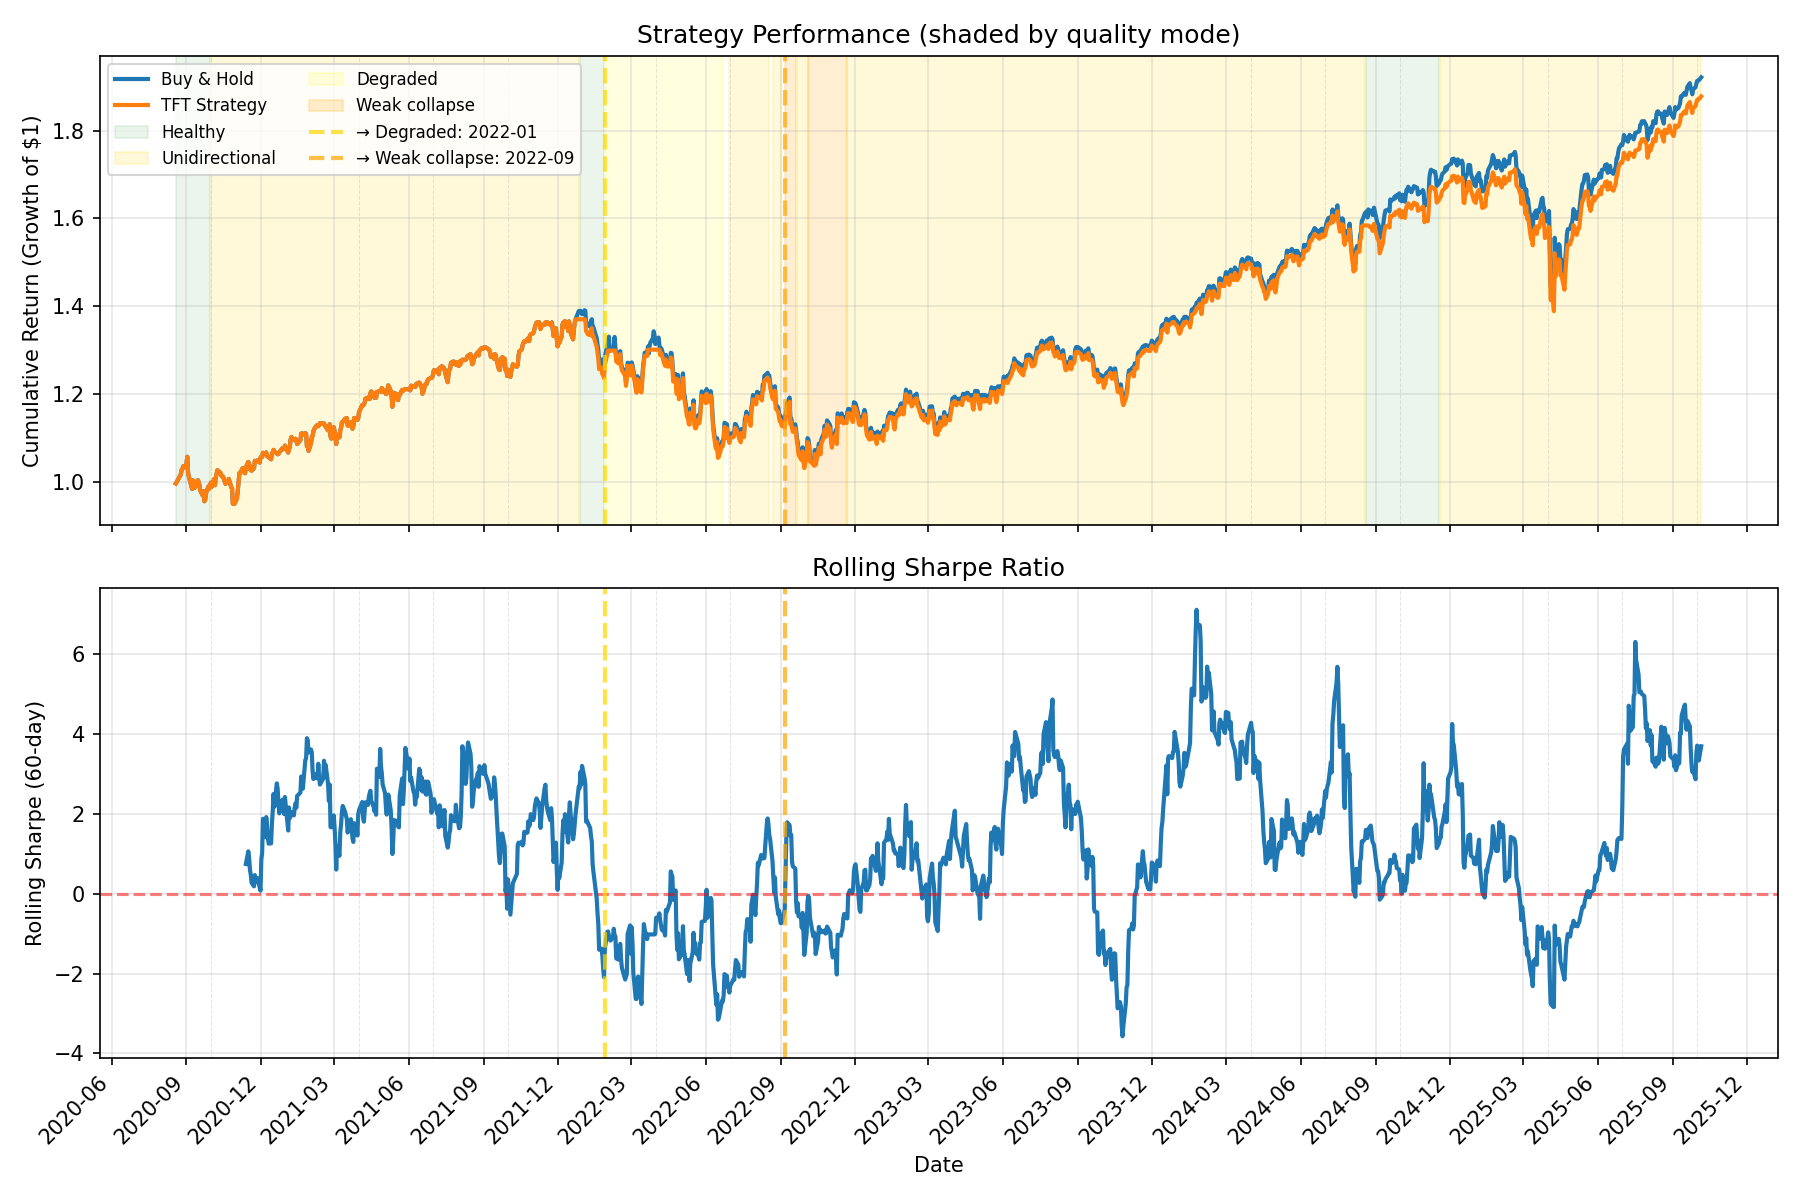 Strategy Performance (shaded by quality mode)
Cumulative Return (Growth of $1)
1.8
1.6
1.4
1.2
1.0
Buy & Hold
TFT Strategy
Healthy
Unidirectional
Degraded
Weak collapse
→ Degraded: 2022-01
→ Weak collapse: 2022-09
Rolling Sharpe Ratio
Rolling Sharpe (60-day)
6
4
2
0
−2
−4
2020-06
2020-09
2020-12
2021-03
2021-06
2021-09
2021-12
2022-03
2022-06
2022-09
2022-12
2023-03
2023-06
2023-09
2023-12
2024-03
2024-06
2024-09
2024-12
2025-03
2025-06
2025-09
2025-12
Date